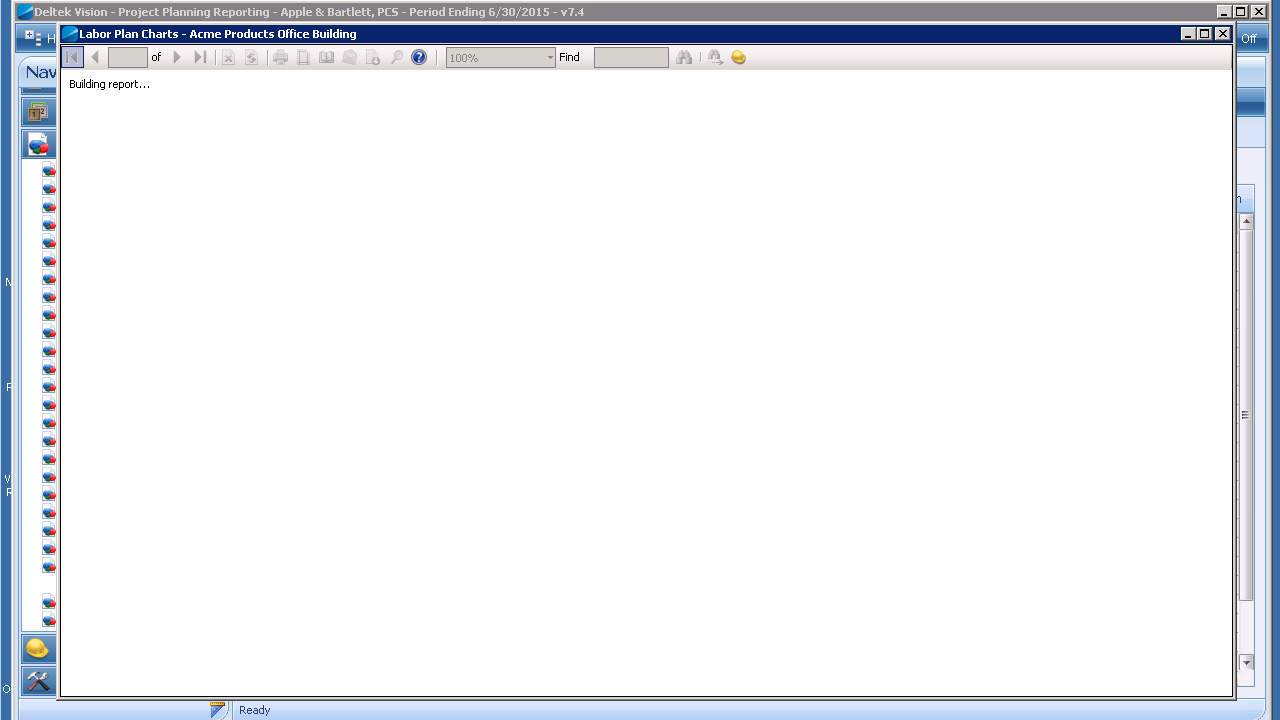 Deltek Vision - Project Planning Reporting - Apple & Bartlett, PCS - Period Ending 6/30/2015 - v7.4
Labor Plan Charts - Acme Products Office Building
H
Off
of
100%
Find
Nav
Building report...
Ready